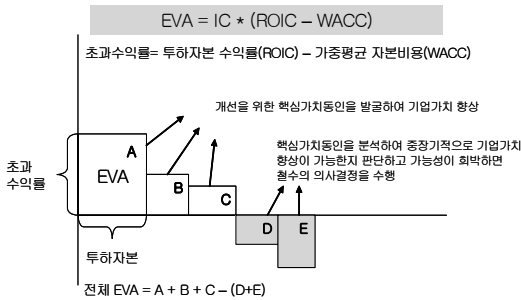 EVA = IC * (ROIC – WACC)
초과수익률= 투하자본 수익률(ROIC) – 가중평균 자본비용(WACC)
개선을 위한 핵심가치동인을 발굴하여 기업가치 향상
핵심가치동인을 분석하여 중장기적으로 기업가치
향상이 가능한지 판단하고 가능성이 희박하면
철수의 의사결정을 수행
초과
수익률
A
EVA
B
C
D
E
투하자본
전체 EVA = A + B + C – (D+E)